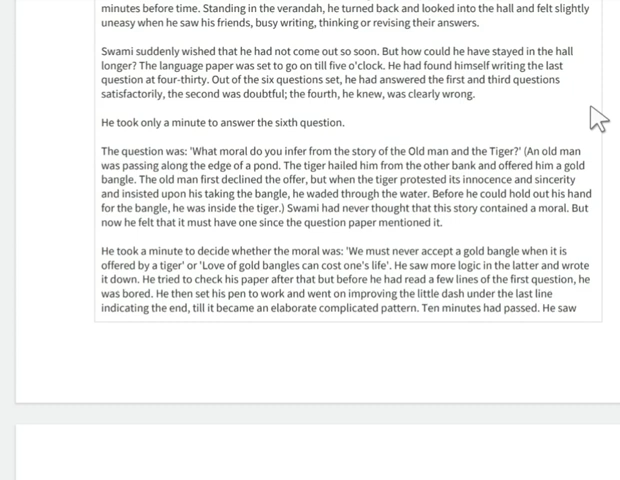 minutes before time. Standing in the verandah, he turned back and looked into the hall and felt slightly
uneasy when he saw his friends, busy writing, thinking or revising their answers.
Swami suddenly wished that he had not come out so soon. But how could he have stayed in the hall
longer? The language paper was set to go on till five o'clock. He had found himself writing the last
question at four-thirty. Out of the six questions set, he had answered the first and third questions
satisfactorily, the second was doubtful; the fourth, he knew, was clearly wrong.
He took only a minute to answer the sixth question.
The question was: 'What moral do you infer from the story of the Old man and the Tiger?' (An old man
was passing along the edge of a pond. The tiger hailed him from the other bank and offered him a gold
bangle. The old man first declined the offer, but when the tiger protested its innocence and sincerity
and insisted upon his taking the bangle, he waded through the water. Before he could hold out his hand
for the bangle, he was inside the tiger.) Swami had never thought that this story contained a moral. But
now he felt that it must have one since the question paper mentioned it.
He took a minute to decide whether the moral was: 'We must never accept a gold bangle when it is
offered by a tiger' or 'Love of gold bangles can cost one's life'. He saw more logic in the latter and wrote
it down. He tried to check his paper after that but before he had read a few lines of the first question, he
was bored. He then set his pen to work and went on improving the little dash under the last line
indicating the end, till it became an elaborate complicated pattern. Ten minutes had passed. He saw